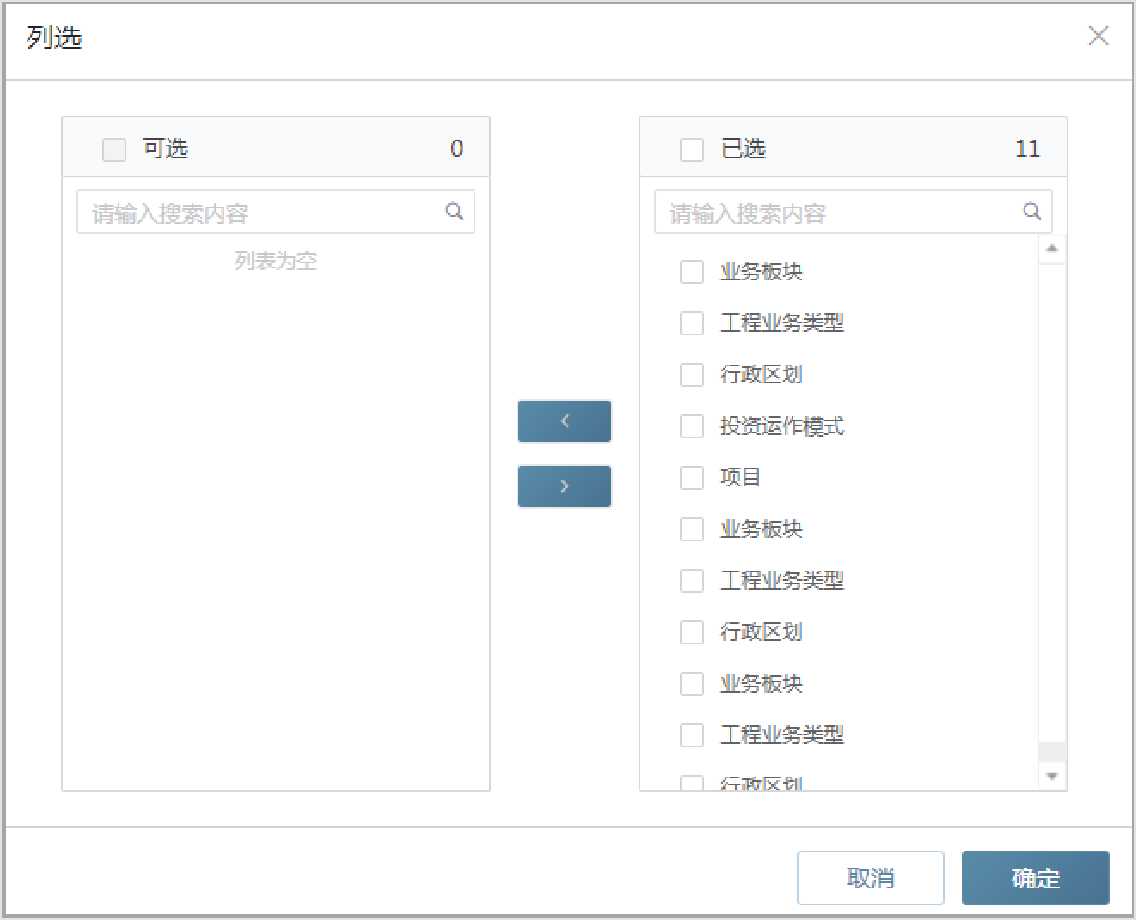 列选
可选 0
请输入搜索内容
列表为空
已选 11
请输入搜索内容
业务板块
工程业务类型
行政区划
投资运作模式
项目
业务板块
工程业务类型
行政区划
业务板块
工程业务类型
行政区划
取消 确定